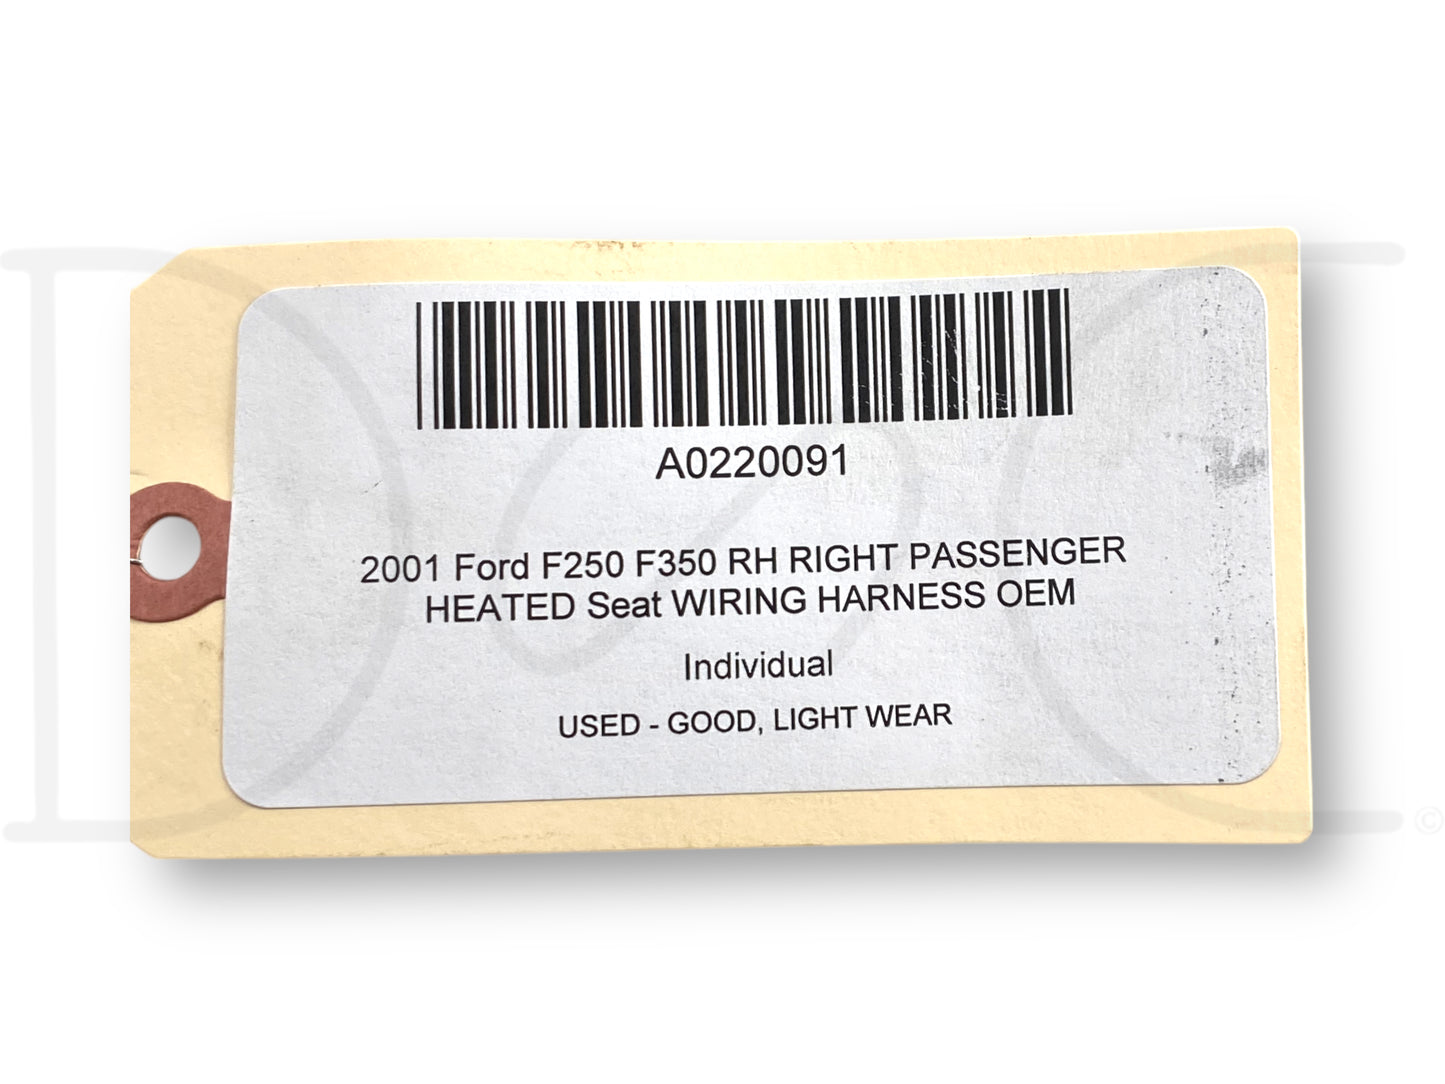 A0220091
2001 Ford F250 F350 RH RIGHT PASSENGER
HEATED Seat WIRING HARNESS OEM
Individual
USED - GOOD, LIGHT WEAR
D&C
©